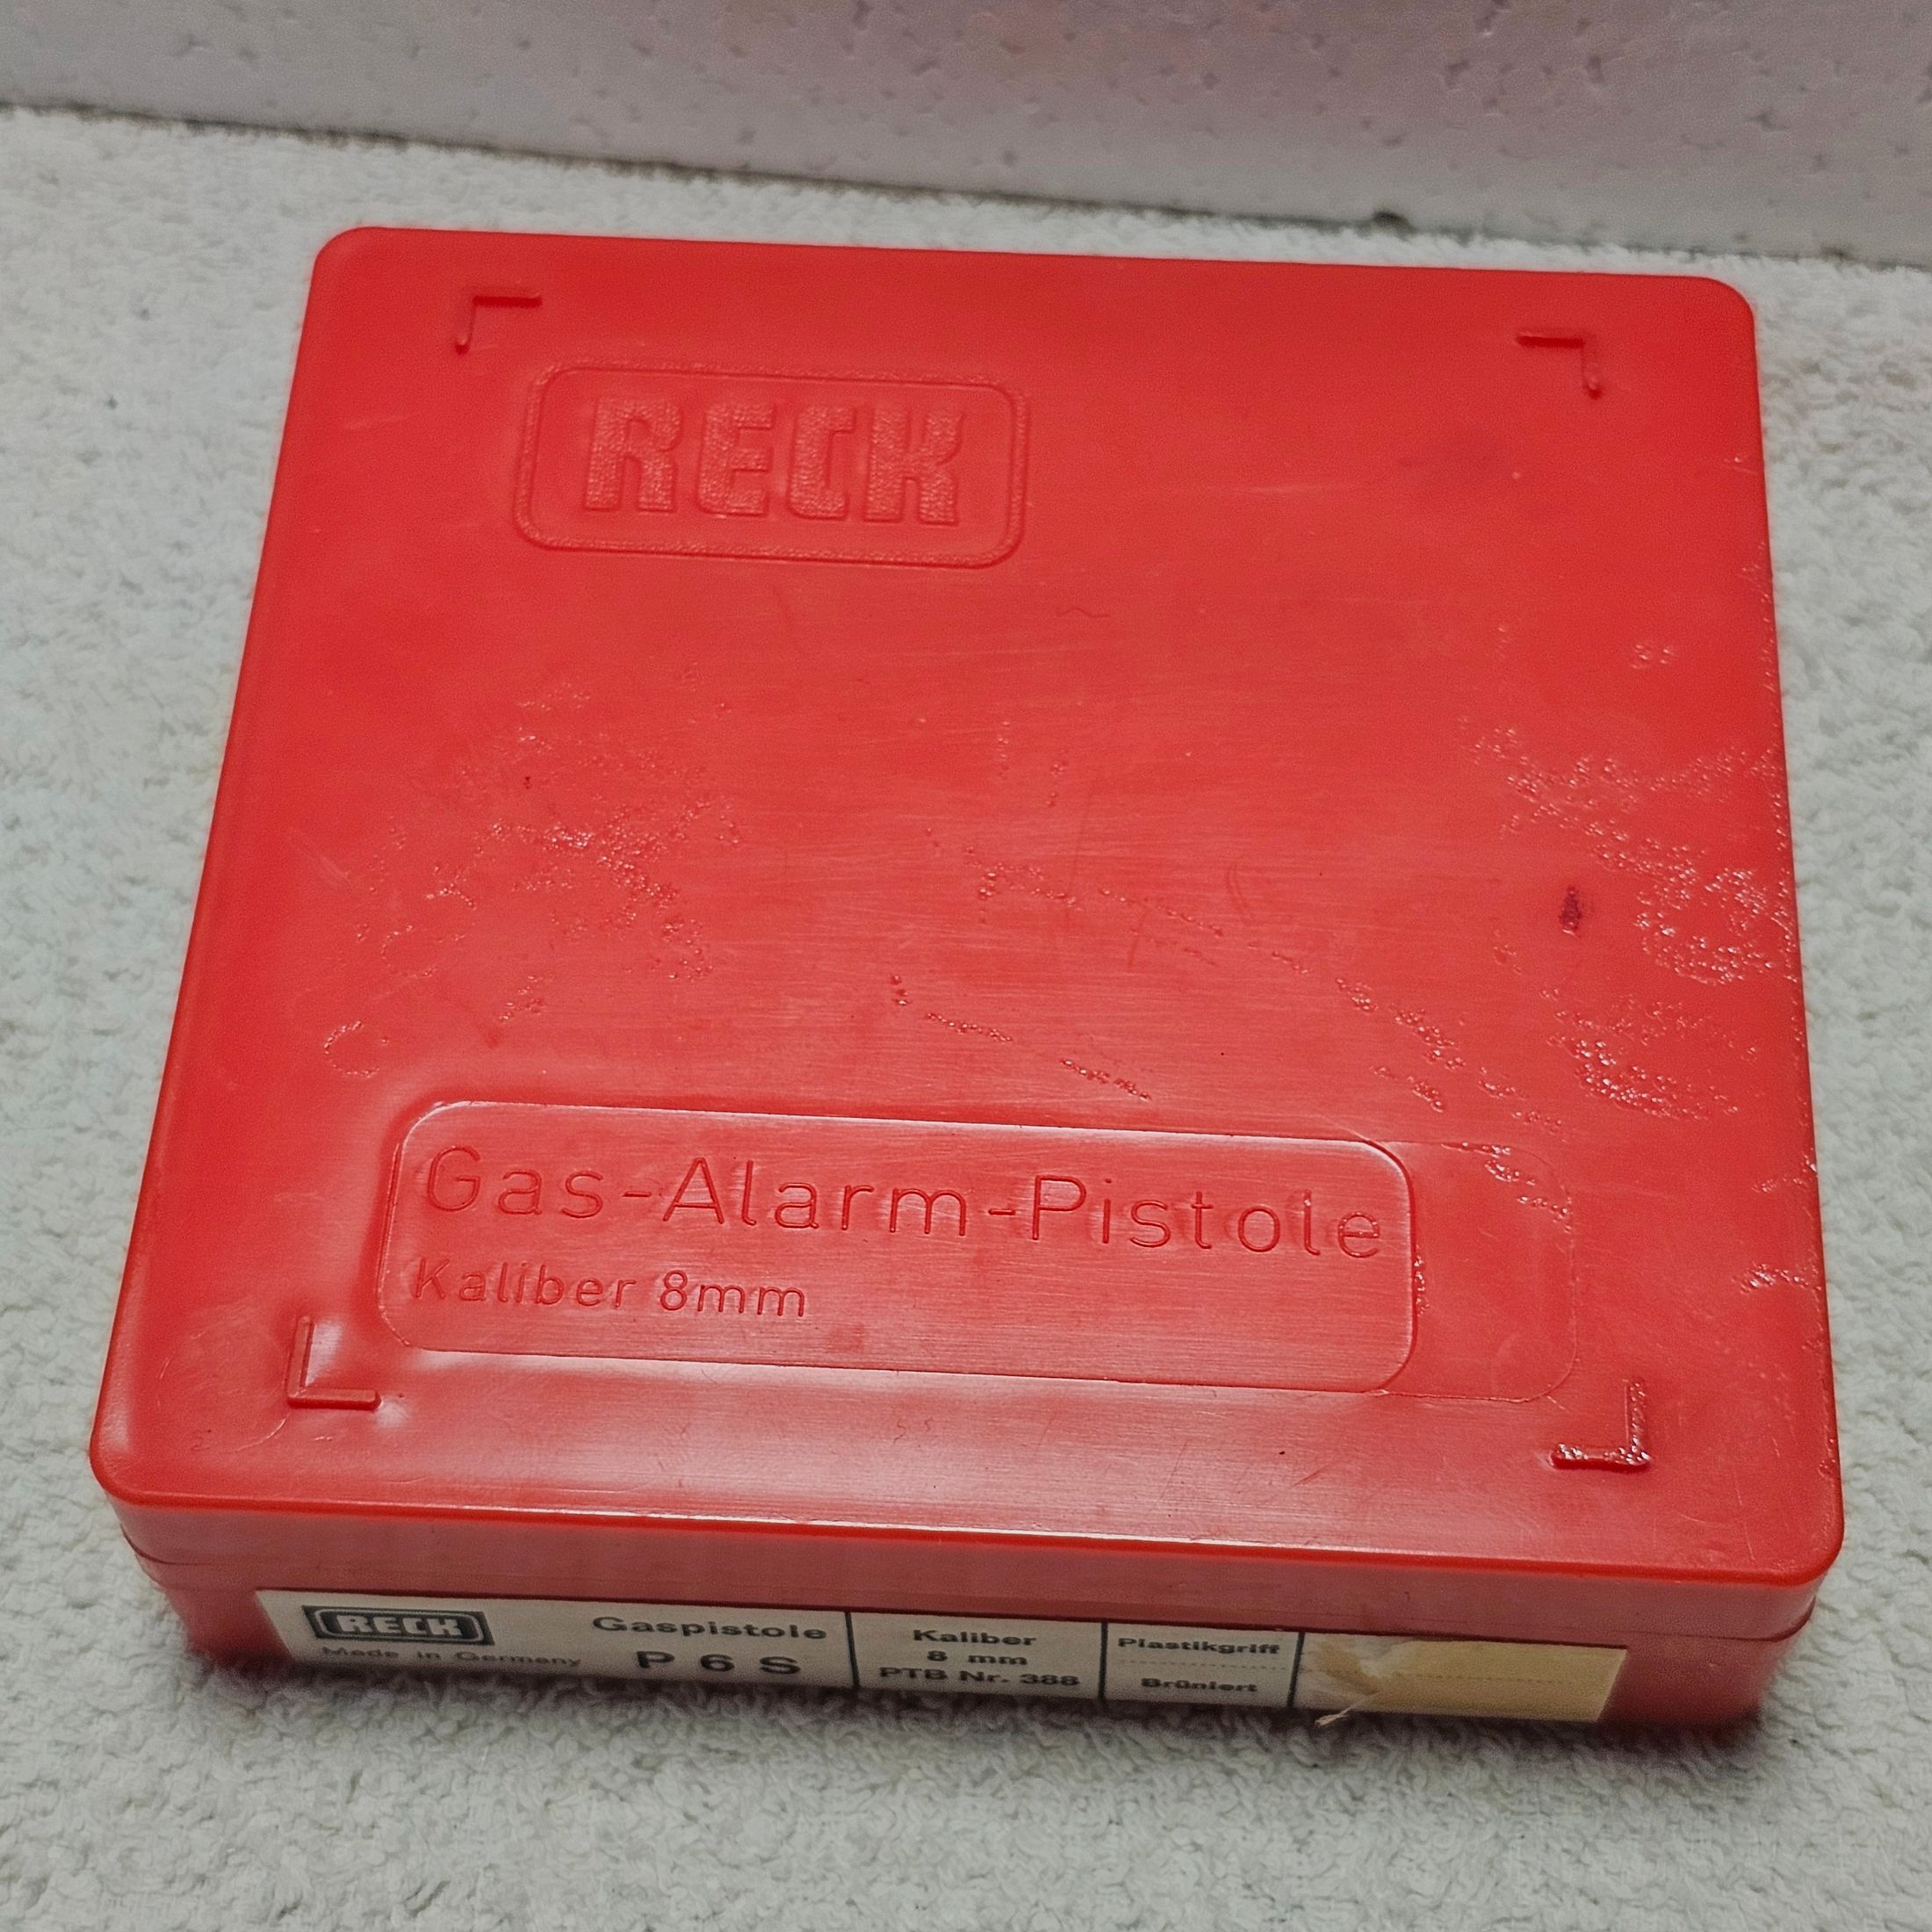 RECK
Gas-Alarm-Pistole
Kaliber 8mm
RECK
Made in Germany
Gaspistole
P 6 S
Kaliber
8 mm
PTB Nr. 388
Plastikgriff
Brüniert